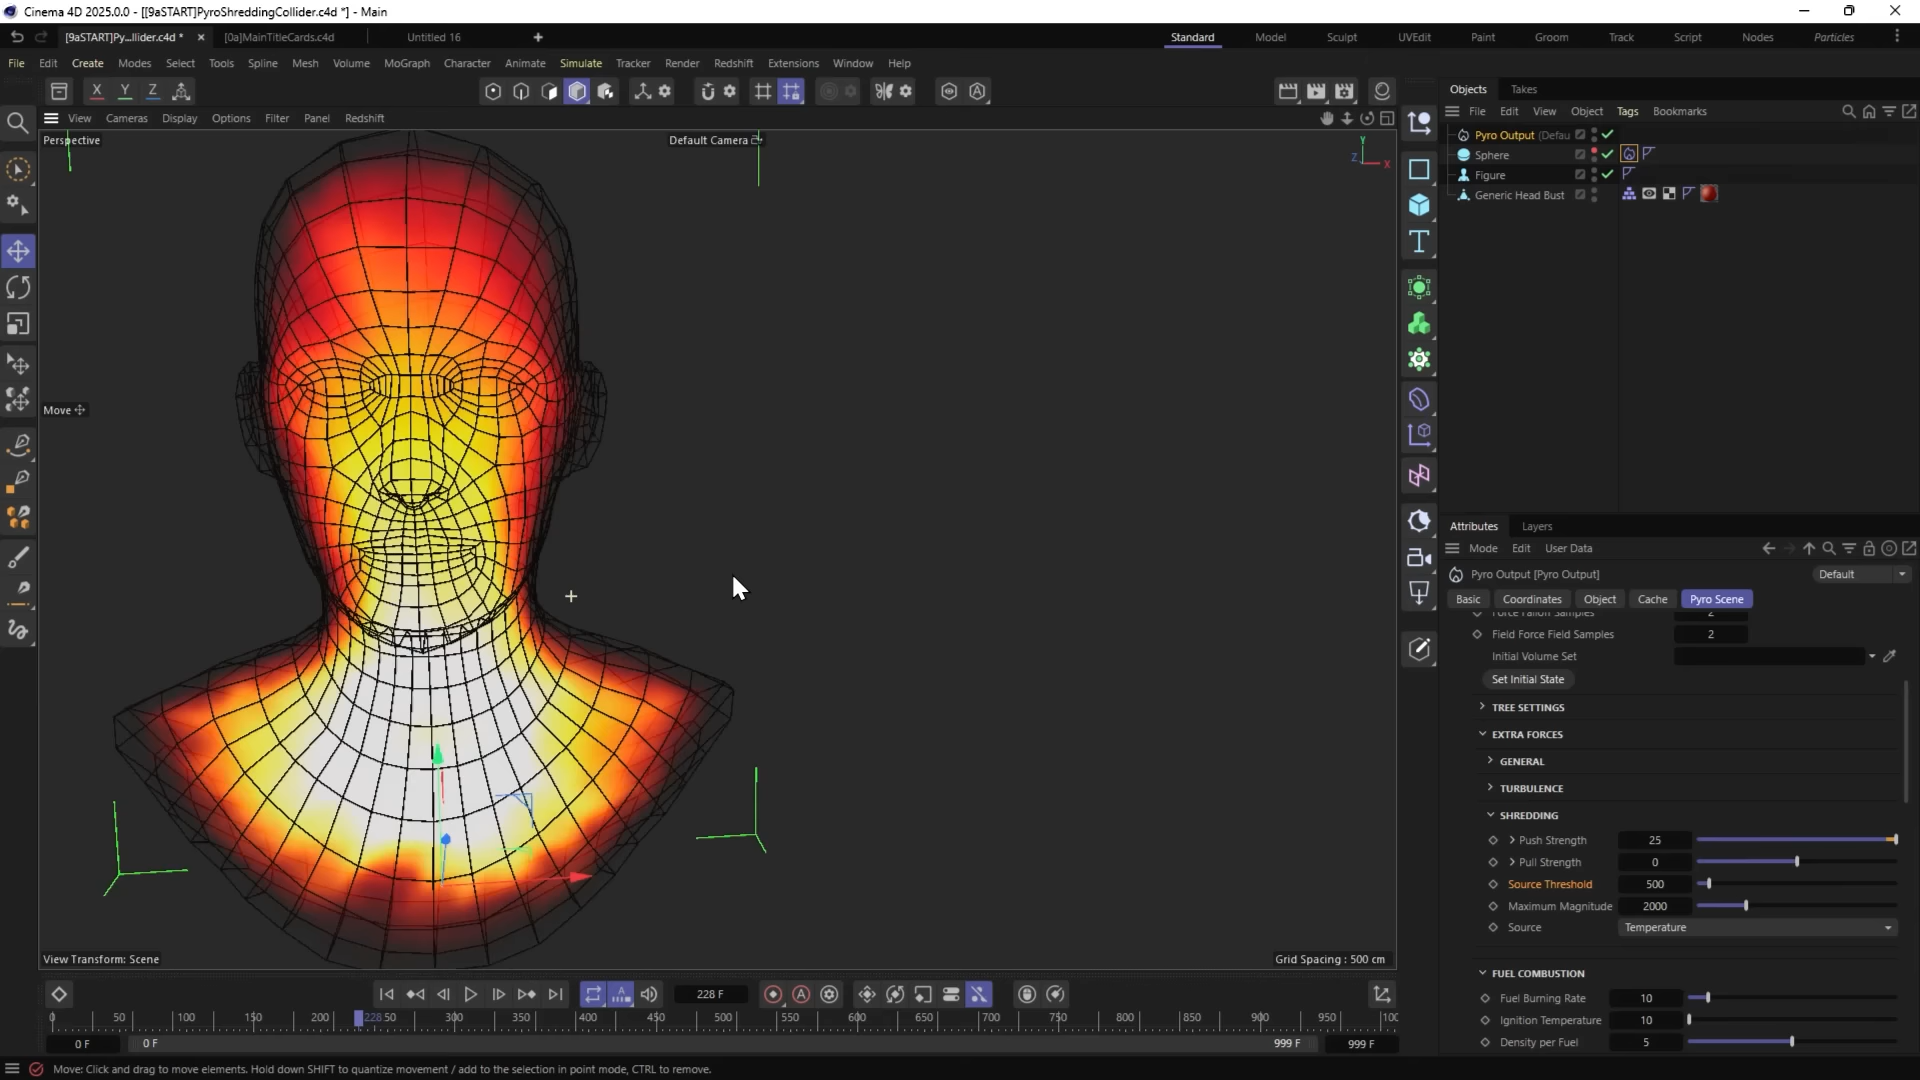 Cinema 4D 2025.0.0 - [[9aSTART]PyroShreddingCollider.c4d *] - Main
[9aSTART]Py...llider.c4d * × [0a]MainTitleCards.c4d Untitled 16 +
Standard Model Sculpt UVEdit Paint Groom Track Script Nodes Particles
File Edit Create Modes Select Tools Spline Mesh Volume MoGraph Character Animate Simulate Tracker Render Redshift Extensions Window Help
X Y Z
Objects Takes
View Cameras Display Options Filter Panel Redshift
File Edit View Object Tags Bookmarks
Perspective
Default Camera
Y
Z X
Pyro Output (Defau
Sphere
Figure
Generic Head Bust
Move
Attributes Layers
Mode Edit User Data
Pyro Output [Pyro Output]
Default
Basic Coordinates Object Cache Pyro Scene
2
Field Force Field Samples 2
Initial Volume Set
Set Initial State
TREE SETTINGS
EXTRA FORCES
GENERAL
TURBULENCE
SHREDDING
Push Strength 25
Pull Strength 0
Source Threshold 500
Maximum Magnitude 2000
Source Temperature
FUEL COMBUSTION
Fuel Burning Rate 10
Ignition Temperature 10
Density per Fuel 5
View Transform: Scene
Grid Spacing : 500 cm
228 F
0 50 100 150 200 228 50 300 350 400 450 500 550 600 650 700 750 800 850 900 950 100
0 F 0 F 999 F 999 F
Move: Click and drag to move elements. Hold down SHIFT to quantize movement / add to the selection in point mode, CTRL to remove.